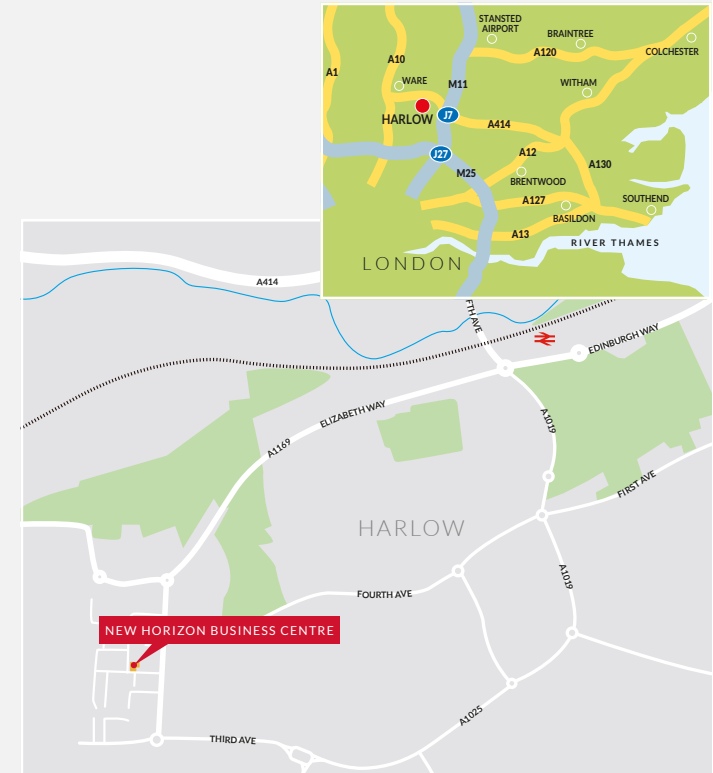 STANSTED
AIRPORT
BRAINTREE
COLCHESTER
A120
A10
A1
WARE
M11
WITHAM
HARLOW
J7
A414
J27
A12
A130
M25
BRENTWOOD
A127
SOUTHEND
BASILDON
A13
RIVER THAMES
LONDON
A414
FTH AVE
EDINBURGH WAY
ELIZABETH WAY
A1019
A1169
FIRST AVE
HARLOW
A1019
FOURTH AVE
NEW HORIZON BUSINESS CENTRE
A1025
THIRD AVE